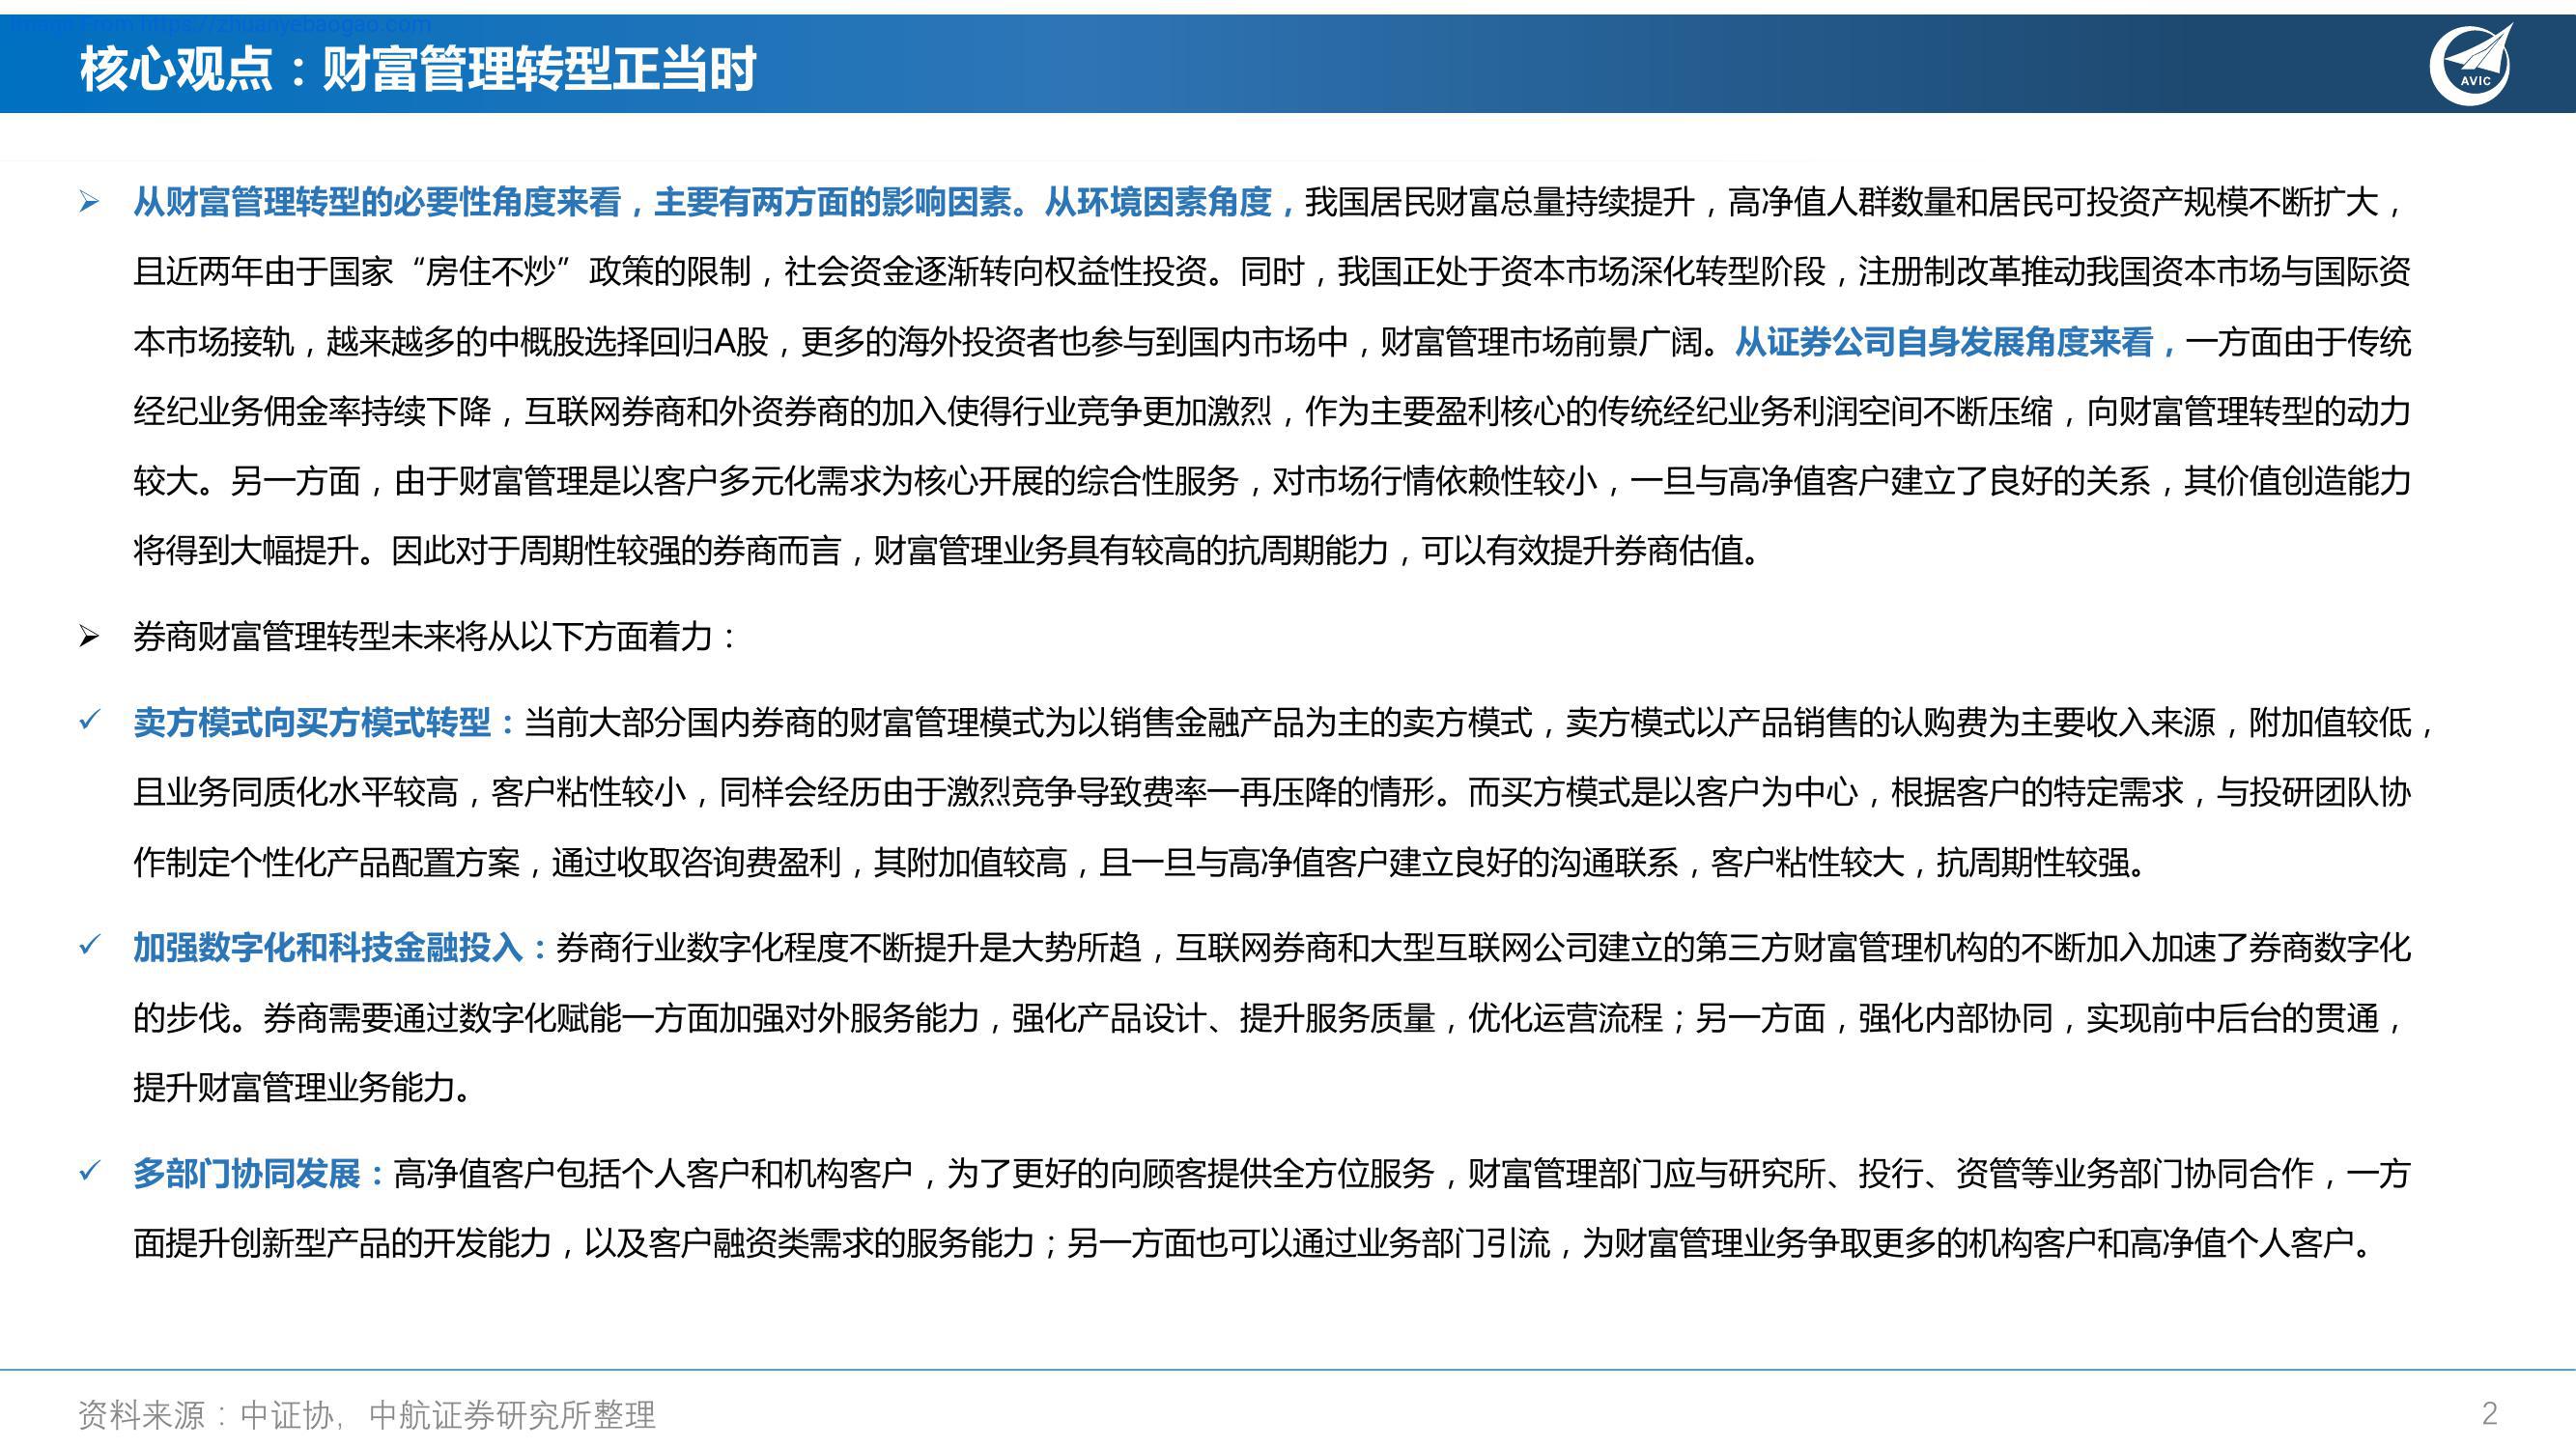 Image From https://zhuanyebaogao.com
核心观点：财富管理转型正当时
AVIC
➢ 从财富管理转型的必要性角度来看，主要有两方面的影响因素。从环境因素角度，我国居民财富总量持续提升，高净值人群数量和居民可投资产规模不断扩大，
且近两年由于国家“房住不炒”政策的限制，社会资金逐渐转向权益性投资。同时，我国正处于资本市场深化转型阶段，注册制改革推动我国资本市场与国际资
本市场接轨，越来越多的中概股选择回归A股，更多的海外投资者也参与到国内市场中，财富管理市场前景广阔。从证券公司自身发展角度来看，一方面由于传统
经纪业务佣金率持续下降，互联网券商和外资券商的加入使得行业竞争更加激烈，作为主要盈利核心的传统经纪业务利润空间不断压缩，向财富管理转型的动力
较大。另一方面，由于财富管理是以客户多元化需求为核心开展的综合性服务，对市场行情依赖性较小，一旦与高净值客户建立了良好的关系，其价值创造能力
将得到大幅提升。因此对于周期性较强的券商而言，财富管理业务具有较高的抗周期能力，可以有效提升券商估值。
➢ 券商财富管理转型未来将从以下方面着力：
✓ 卖方模式向买方模式转型：当前大部分国内券商的财富管理模式为以销售金融产品为主的卖方模式，卖方模式以产品销售的认购费为主要收入来源，附加值较低，
且业务同质化水平较高，客户粘性较小，同样会经历由于激烈竞争导致费率一再压降的情形。而买方模式是以客户为中心，根据客户的特定需求，与投研团队协
作制定个性化产品配置方案，通过收取咨询费盈利，其附加值较高，且一旦与高净值客户建立良好的沟通联系，客户粘性较大，抗周期性较强。
✓ 加强数字化和科技金融投入：券商行业数字化程度不断提升是大势所趋，互联网券商和大型互联网公司建立的第三方财富管理机构的不断加入加速了券商数字化
的步伐。券商需要通过数字化赋能一方面加强对外服务能力，强化产品设计、提升服务质量，优化运营流程；另一方面，强化内部协同，实现前中后台的贯通，
提升财富管理业务能力。
✓ 多部门协同发展：高净值客户包括个人客户和机构客户，为了更好的向顾客提供全方位服务，财富管理部门应与研究所、投行、资管等业务部门协同合作，一方
面提升创新型产品的开发能力，以及客户融资类需求的服务能力；另一方面也可以通过业务部门引流，为财富管理业务争取更多的机构客户和高净值个人客户。
资料来源：中证协，中航证券研究所整理
2